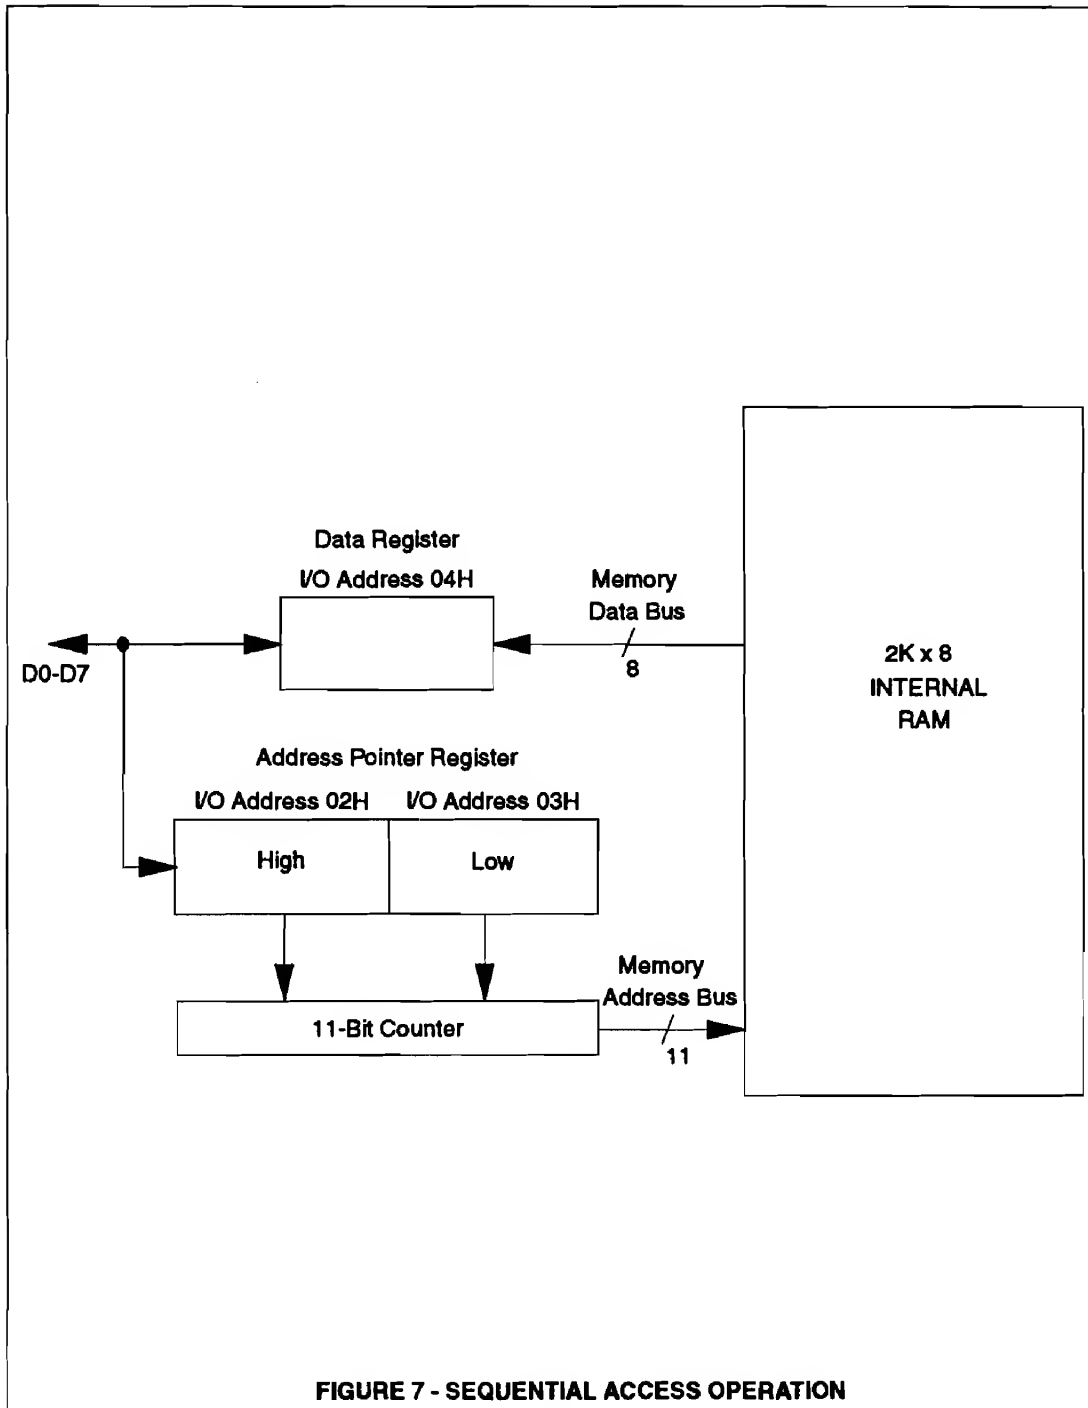 Data Register
I/O Address 04H
Memory
Data Bus
8
D0-D7
2K x 8
INTERNAL
RAM
Address Pointer Register
I/O Address 02H
I/O Address 03H
High
Low
11-Bit Counter
Memory
Address Bus
11
FIGURE 7 - SEQUENTIAL ACCESS OPERATION